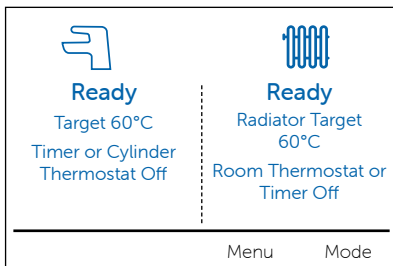 Ready
Target 60°C
Timer or Cylinder
Thermostat Off
Ready
Radiator Target
60°C
Room Thermostat or
Timer Off
Menu Mode